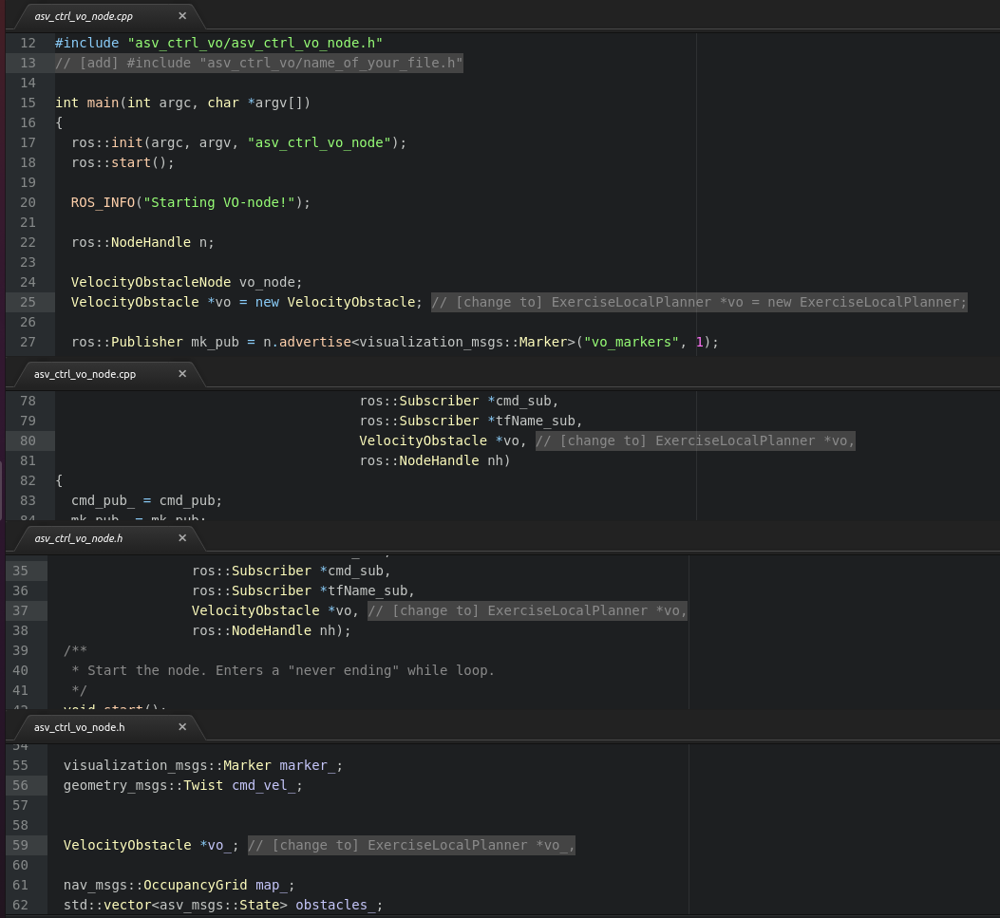 asv_ctrl_vo_node.cpp ×
12 #include "asv_ctrl_vo/asv_ctrl_vo_node.h"
13 // [add] #include "asv_ctrl_vo/name_of_your_file.h"
14
15 int main(int argc, char *argv[])
16 {
17   ros::init(argc, argv, "asv_ctrl_vo_node");
18   ros::start();
19
20   ROS_INFO("Starting VO-node!");
21
22   ros::NodeHandle n;
23
24   VelocityObstacleNode vo_node;
25   VelocityObstacle *vo = new VelocityObstacle; // [change to] ExerciseLocalPlanner *vo = new ExerciseLocalPlanner;
26
27   ros::Publisher mk_pub = n.advertise<visualization_msgs::Marker>("vo_markers", 1);
asv_ctrl_vo_node.cpp ×
78 ros::Subscriber *cmd_sub,
79 ros::Subscriber *tfName_sub,
80 VelocityObstacle *vo, // [change to] ExerciseLocalPlanner *vo,
81 ros::NodeHandle nh)
82 {
83   cmd_pub_ = cmd_pub;
84   mk_pub_ = mk_pub;
asv_ctrl_vo_node.h ×
35 ros::Subscriber *cmd_sub,
36 ros::Subscriber *tfName_sub,
37 VelocityObstacle *vo, // [change to] ExerciseLocalPlanner *vo,
38 ros::NodeHandle nh);
39 /**
40  * Start the node. Enters a "never ending" while loop.
41  */
42 void start();
asv_ctrl_vo_node.h ×
54
55 visualization_msgs::Marker marker_;
56 geometry_msgs::Twist cmd_vel_;
57
58
59 VelocityObstacle *vo_; // [change to] ExerciseLocalPlanner *vo_,
60
61 nav_msgs::OccupancyGrid map_;
62 std::vector<asv_msgs::State> obstacles_;